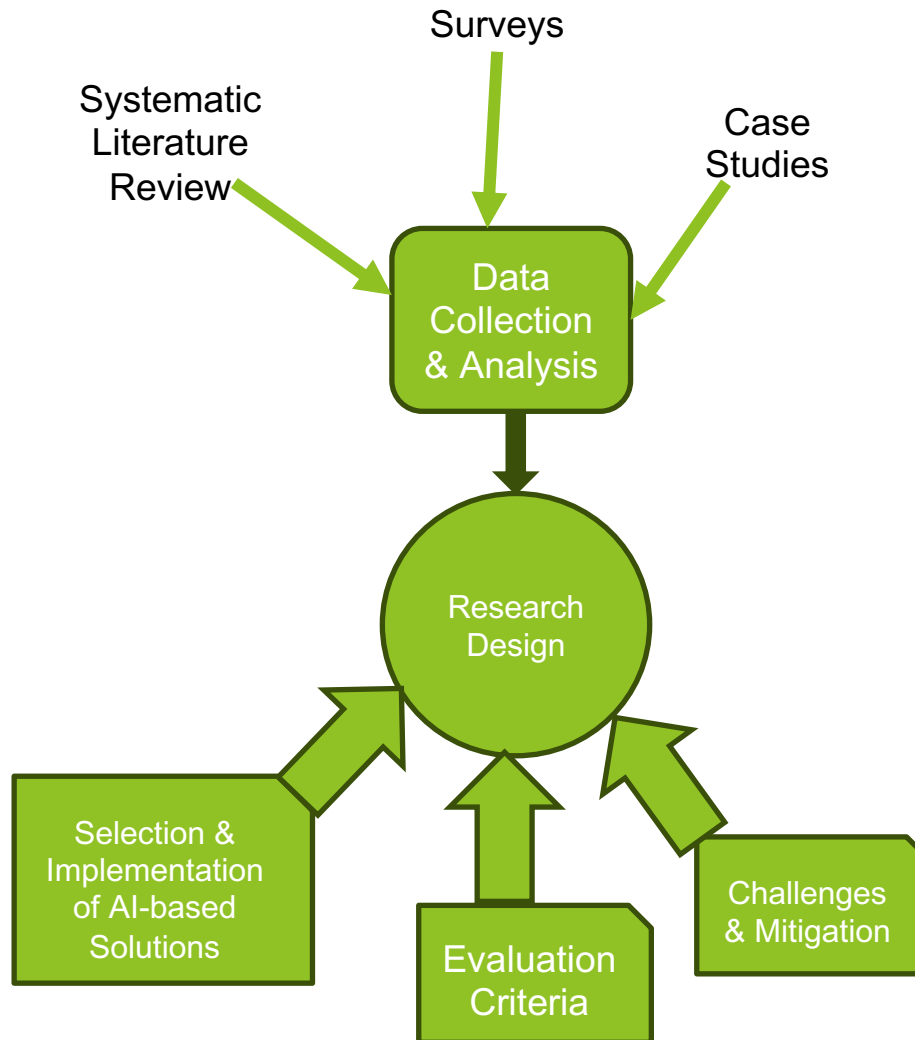 Surveys
Systematic
Literature
Review
Case
Studies
Data
Collection
& Analysis
Research
Design
Selection &
Implementation
of AI-based
Solutions
Evaluation
Criteria
Challenges
& Mitigation